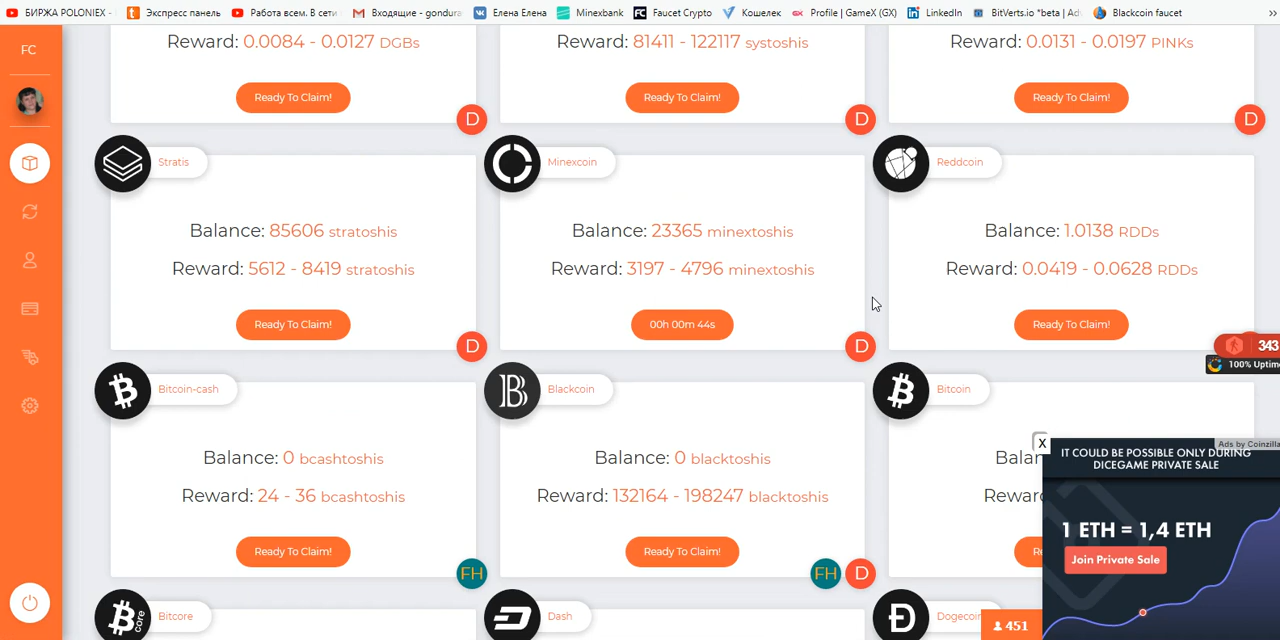 БИРЖА POLONIEX - Экспресс панель Работа всем. В сети Входящие - gondura Елена Елена Minexbank Faucet Crypto Кошелек Profile | GameX (GX) LinkedIn BitVerts.io *beta | Ad Blackcoin faucet »
FC
Reward: 0.0084 - 0.0127 DGBs
Reward: 81411 - 122117 systoshis
Reward: 0.0131 - 0.0197 PINKs
Ready To Claim!
Ready To Claim!
Ready To Claim!
D
D
D
Stratis
Minexcoin
Reddcoin
Balance: 85606 stratoshis
Balance: 23365 minextoshis
Balance: 1.0138 RDDs
Reward: 5612 - 8419 stratoshis
Reward: 3197 - 4796 minextoshis
Reward: 0.0419 - 0.0628 RDDs
Ready To Claim!
00h 00m 44s
Ready To Claim!
D
D
343
100% Uptim
Bitcoin-cash
Blackcoin
Bitcoin
Balance: 0 bcashtoshis
Balance: 0 blacktoshis
Balan
Reward: 24 - 36 bcashtoshis
Reward: 132164 - 198247 blacktoshis
Rewar
Ready To Claim!
Ready To Claim!
FH
FH
D
X
Ads by Coinzilla
IT COULD BE POSSIBLE ONLY DURING
DICEGAME PRIVATE SALE
1 ETH = 1,4 ETH
Join Private Sale
Bitcore
Dash
Dogecoin
core
451